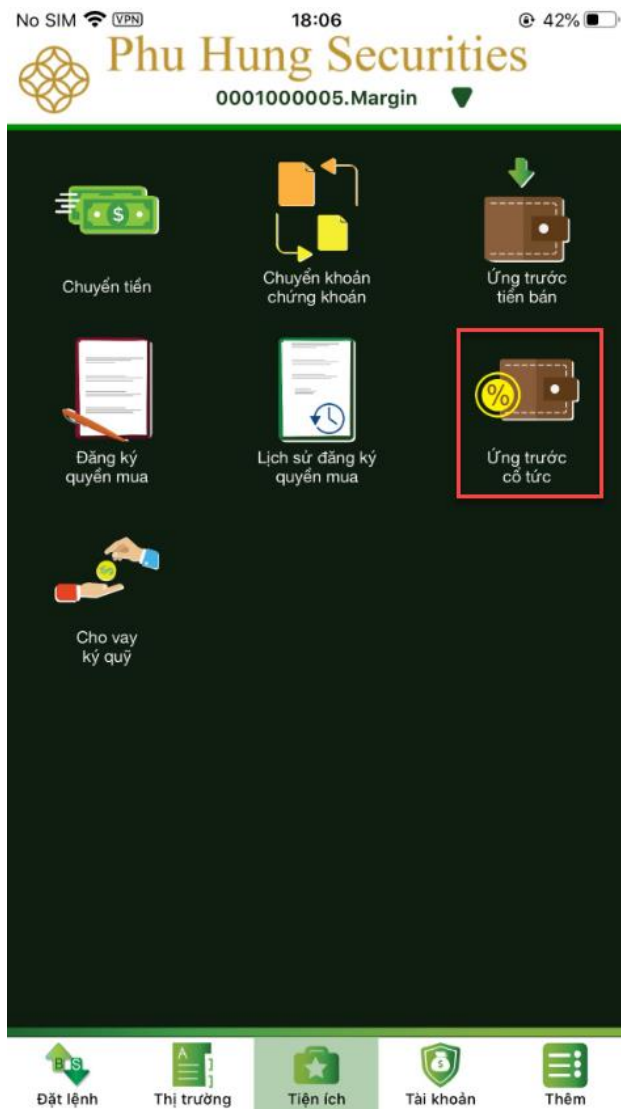 No SIM VPN 18:06 42%
Phu Hung Securities
0001000005.Margin
Chuyển tiền
Chuyển khoản
chứng khoán
Ứng trước
tiền bán
Đăng ký
quyền mua
Lịch sử đăng ký
quyền mua
%
Ứng trước
cổ tức
Cho vay
ký quỹ
Đặt lệnh
Thị trường
Tiện ích
Tài khoản
Thêm